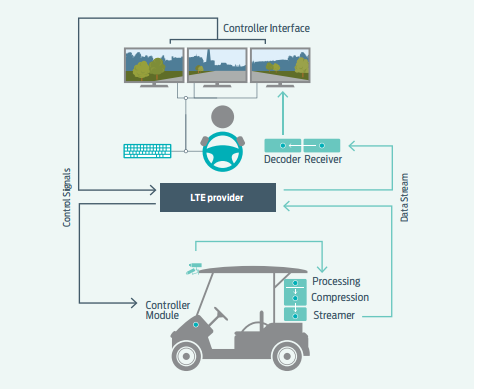 Controller Interface
Decoder Receiver
Control Signals
LTE provider
Data Stream
Processing
Compression
Streamer
Controller
Module